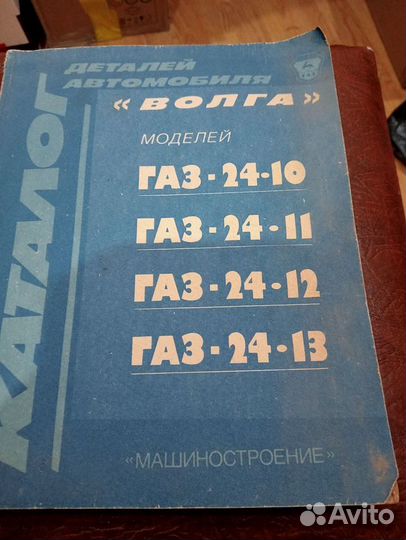 КАТАЛОГ
ДЕТАЛЕЙ
АВТОМОБИЛЯ
«ВОЛГА»
МОДЕЛЕЙ
ГАЗ-24-10
ГАЗ-24-11
ГАЗ-24-12
ГАЗ-24-13
«МАШИНОСТРОЕНИЕ»
Avito